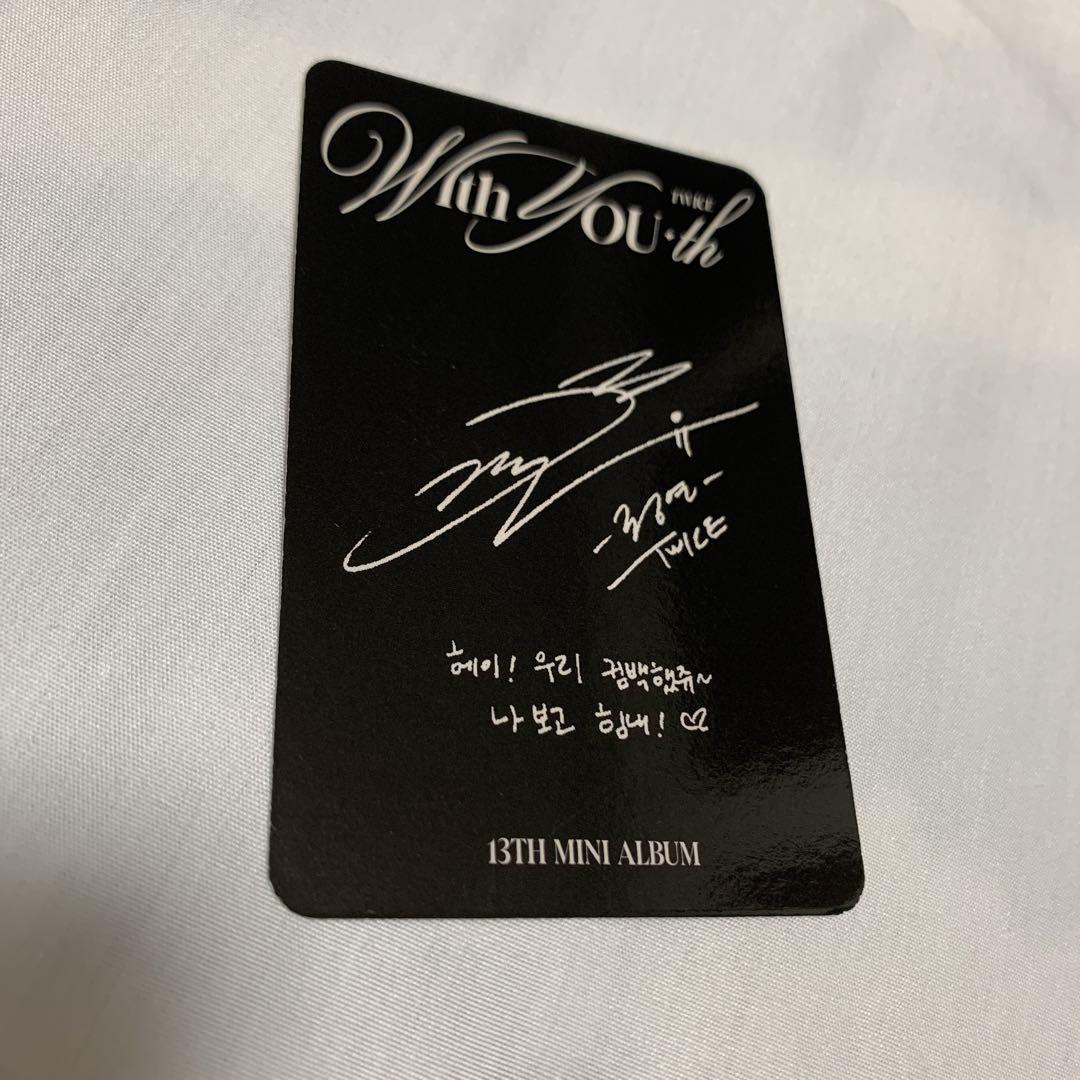 With YOU-th
TWICE
-정연-
TWICE
헤이! 우리 컴백했쥬~
나 보고 힘내! ♡
13TH MINI ALBUM